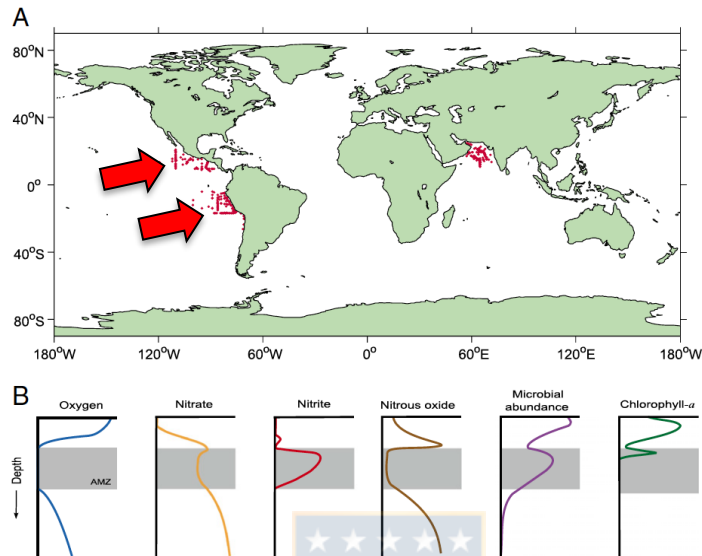 A
80°N
40°N
0°
40°S
80°S
180°W 120°W 60°W 0° 60°E 120°E 180°W
B
Oxygen Nitrate Nitrite Nitrous oxide Microbial abundance Chlorophyll-a
Depth
AMZ